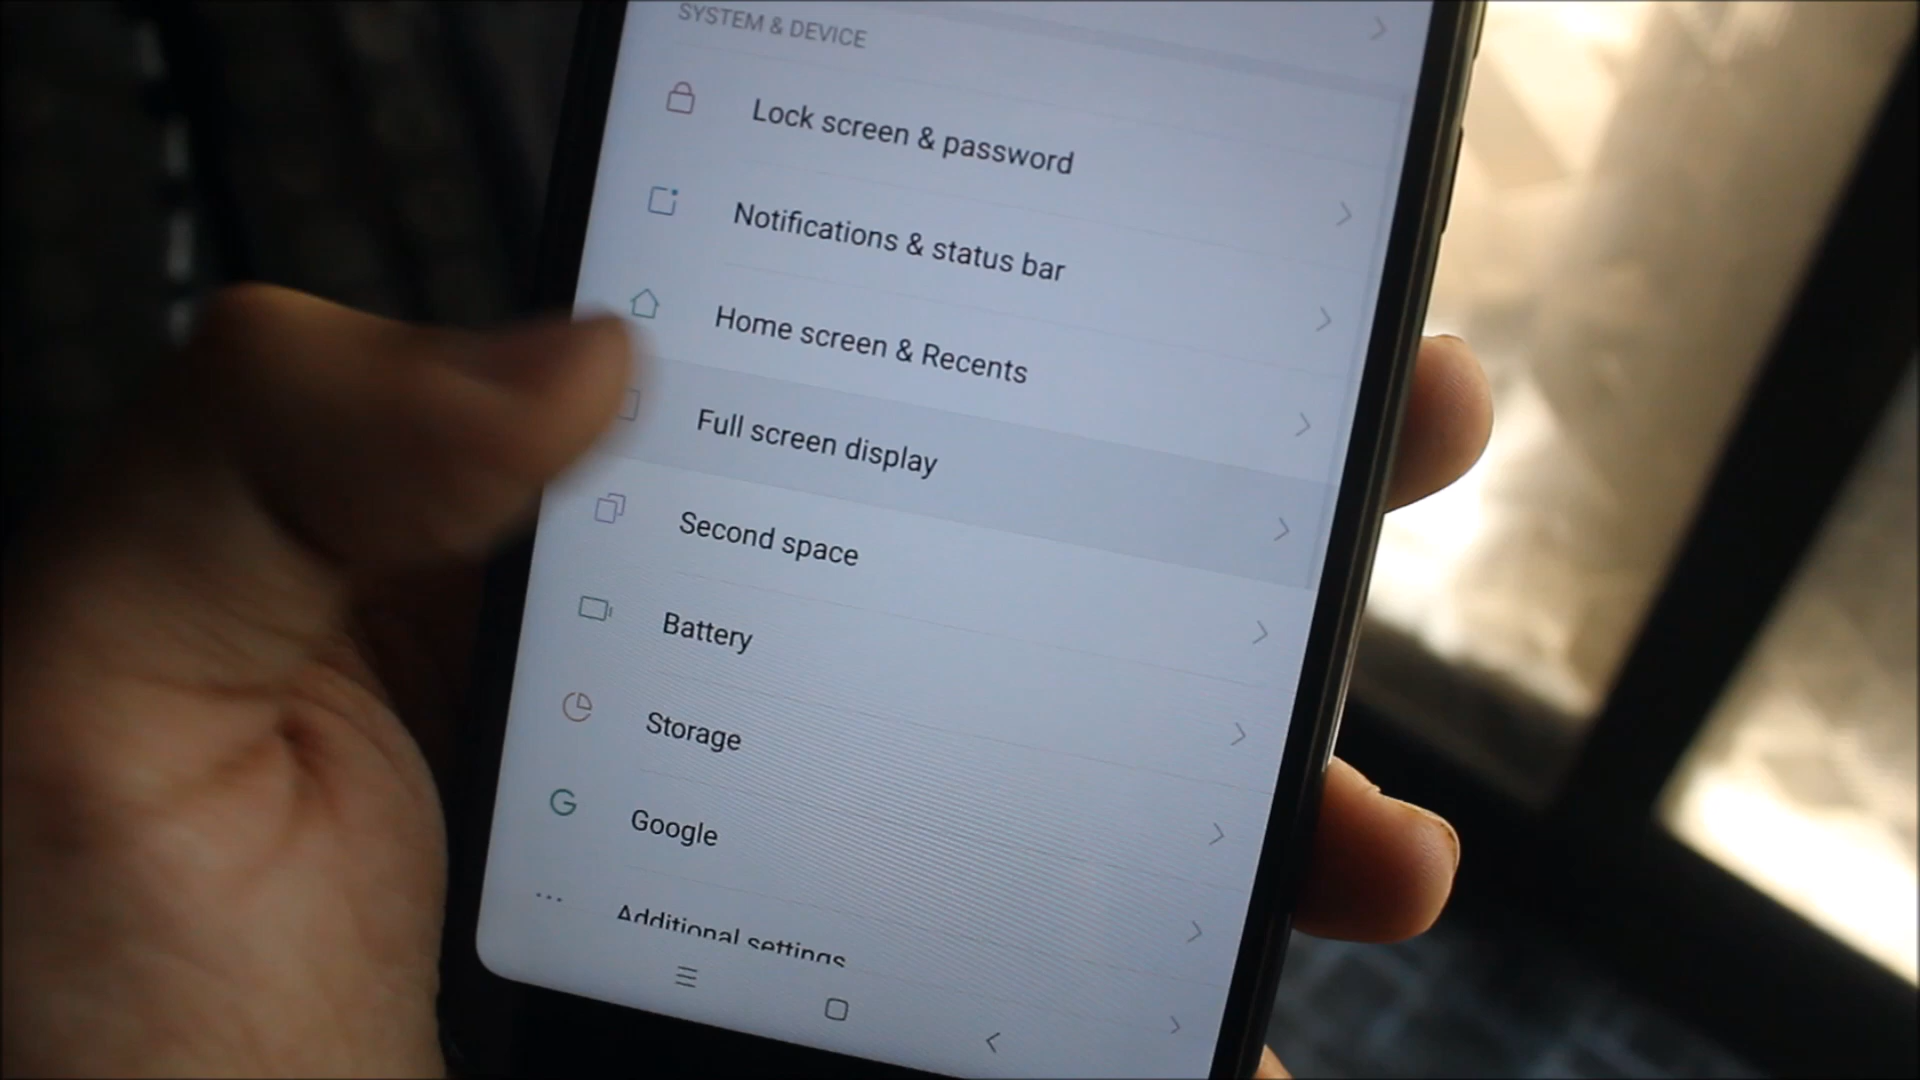 SYSTEM & DEVICE
Lock screen & password
Notifications & status bar
Home screen & Recents
Full screen display
Second space
Battery
Storage
Google
Additional settings